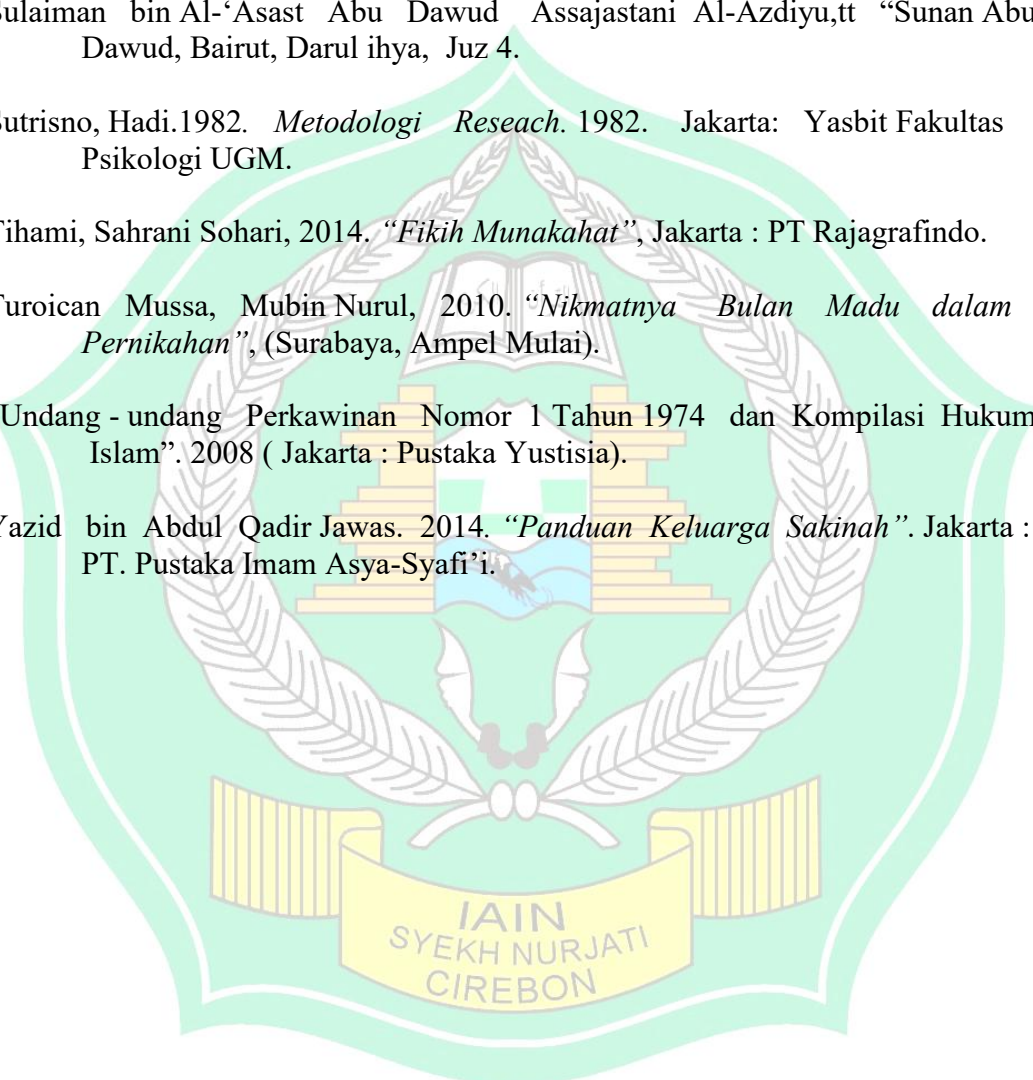 Sulaiman bin Al-‘Asast Abu Dawud Assajastani Al-Azdiyu,tt “Sunan Abu
Dawud, Bairut, Darul ihya, Juz 4.
Sutrisno, Hadi.1982. Metodologi Reseach. 1982. Jakarta: Yasbit Fakultas
Psikologi UGM.
Tihami, Sahrani Sohari, 2014. “Fikih Munakahat”, Jakarta : PT Rajagrafindo.
Turoican Mussa, Mubin Nurul, 2010. “Nikmatnya Bulan Madu dalam
Pernikahan”, (Surabaya, Ampel Mulai).
Undang - undang Perkawinan Nomor 1 Tahun 1974 dan Kompilasi Hukum
Islam”. 2008 ( Jakarta : Pustaka Yustisia).
Yazid bin Abdul Qadir Jawas. 2014. “Panduan Keluarga Sakinah”. Jakarta :
PT. Pustaka Imam Asya-Syafi’i.
IAIN
SYEKH NURJATI
CIREBON